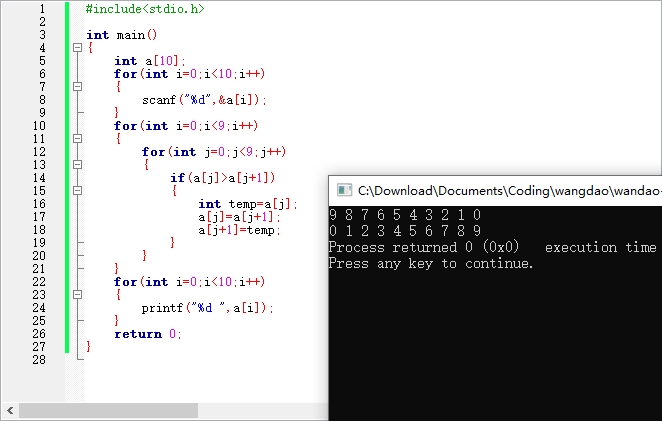 1 #include<stdio.h>
2
3 int main()
4 {
5 int a[10];
6 for(int i=0;i<10;i++)
7 {
8 scanf("%d",&a[i]);
9 }
10 for(int i=0;i<9;i++)
11 {
12 for(int j=0;j<9;j++)
13 {
14 if(a[j]>a[j+1])
15 {
16 int temp=a[j];
17 a[j]=a[j+1];
18 a[j+1]=temp;
19 }
20 }
21 }
22 for(int i=0;i<10;i++)
23 {
24 printf("%d ",a[i]);
25 }
26 return 0;
27 }
28
C:\Download\Documents\Coding\wangdao\wandao-
9 8 7 6 5 4 3 2 1 0
0 1 2 3 4 5 6 7 8 9
Process returned 0 (0x0) execution time
Press any key to continue.